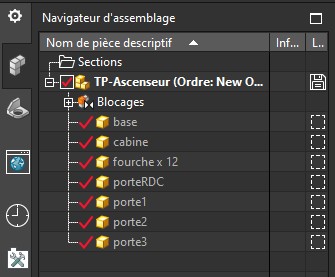 Navigateur d'assemblage
Nom de pièce descriptif Inf... L...
Sections
TP-Ascenseur (Ordre: New O...
Blocages
base
cabine
fourche x 12
porteRDC
porte1
porte2
porte3